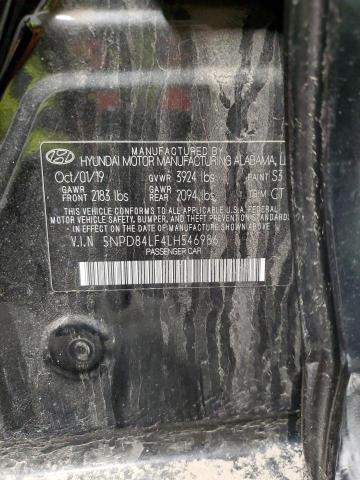 MANUFACTURED BY
HYUNDAI MOTOR MANUFACTURING ALABAMA, L
Oct/01/19 GVWR 3924 lbs PAINT S3
GAWR FRONT 2183 lbs GAWR REAR 2094 lbs TRIM CT
THIS VEHICLE CONFORMS TO ALL APPLICABLE U.S.A FEDERAL
MOTOR VEHICLE SAFETY, BUMPER, AND THEFT PREVENTION
STANDARDS IN EFFECT ON THE DATE OF MANUFACTURE SHOWN ABOVE.
V.I.N 5NPD84LF4LH546986
PASSENGER CAR